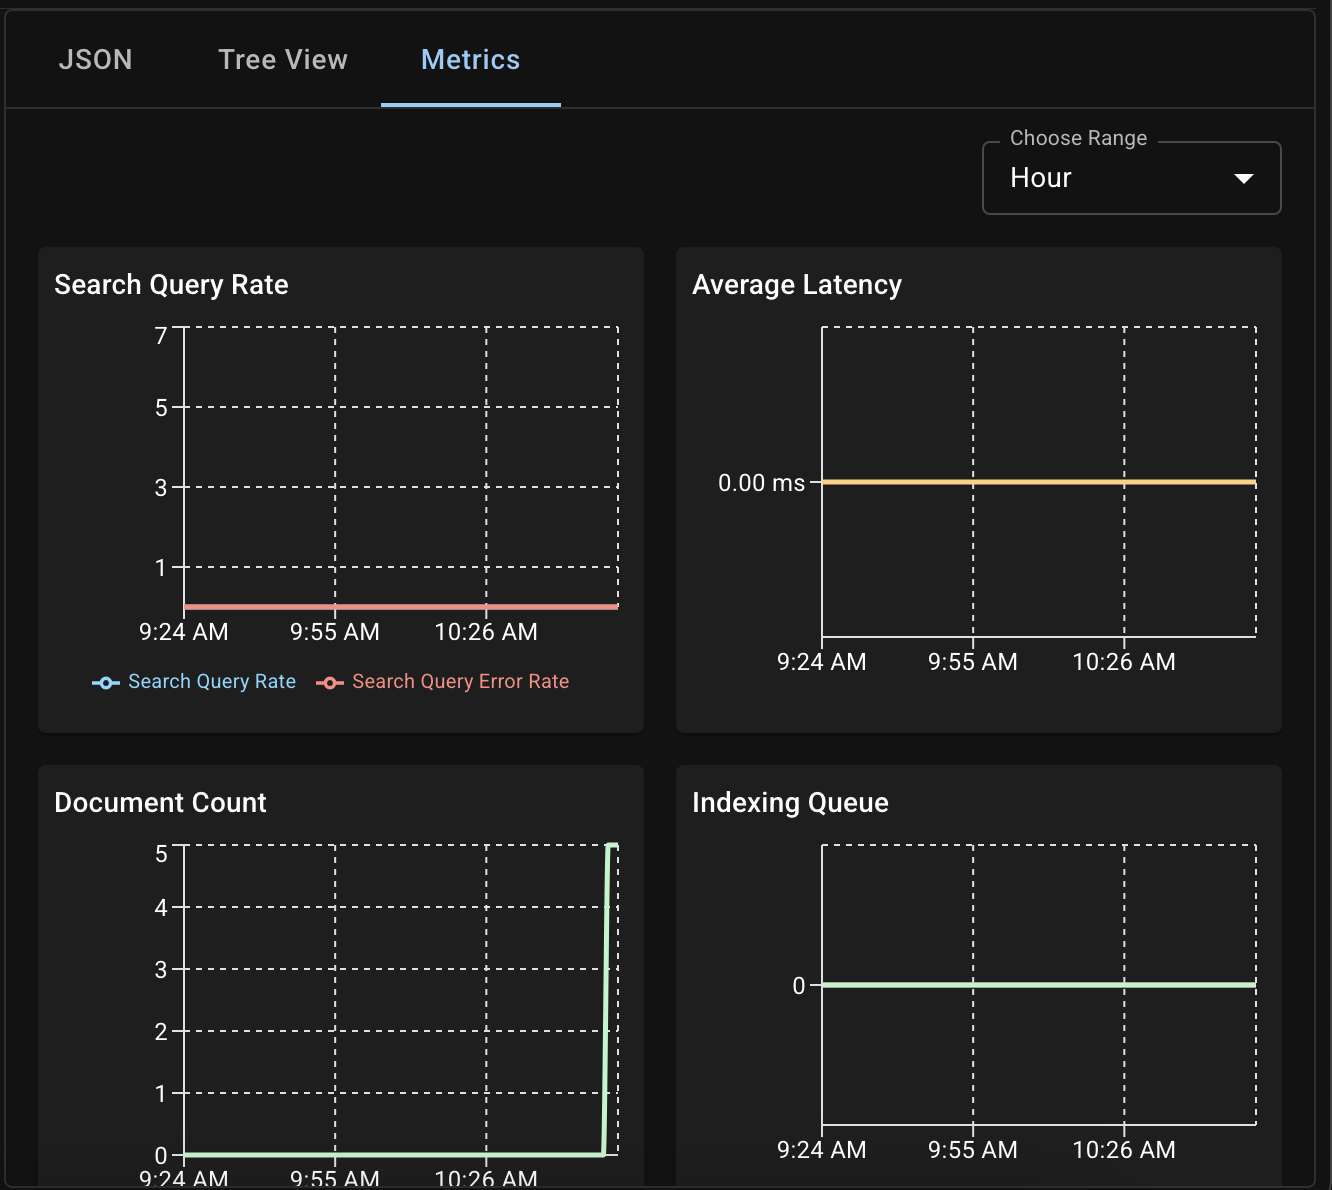 JSON
Tree View
Metrics
Choose Range
Hour
Search Query Rate
7
5
3
1
9:24 AM 9:55 AM 10:26 AM
Search Query Rate Search Query Error Rate
Average Latency
0.00 ms
9:24 AM 9:55 AM 10:26 AM
Document Count
5
4
3
2
1
0
9:24 AM 9:55 AM 10:26 AM
Indexing Queue
0
9:24 AM 9:55 AM 10:26 AM